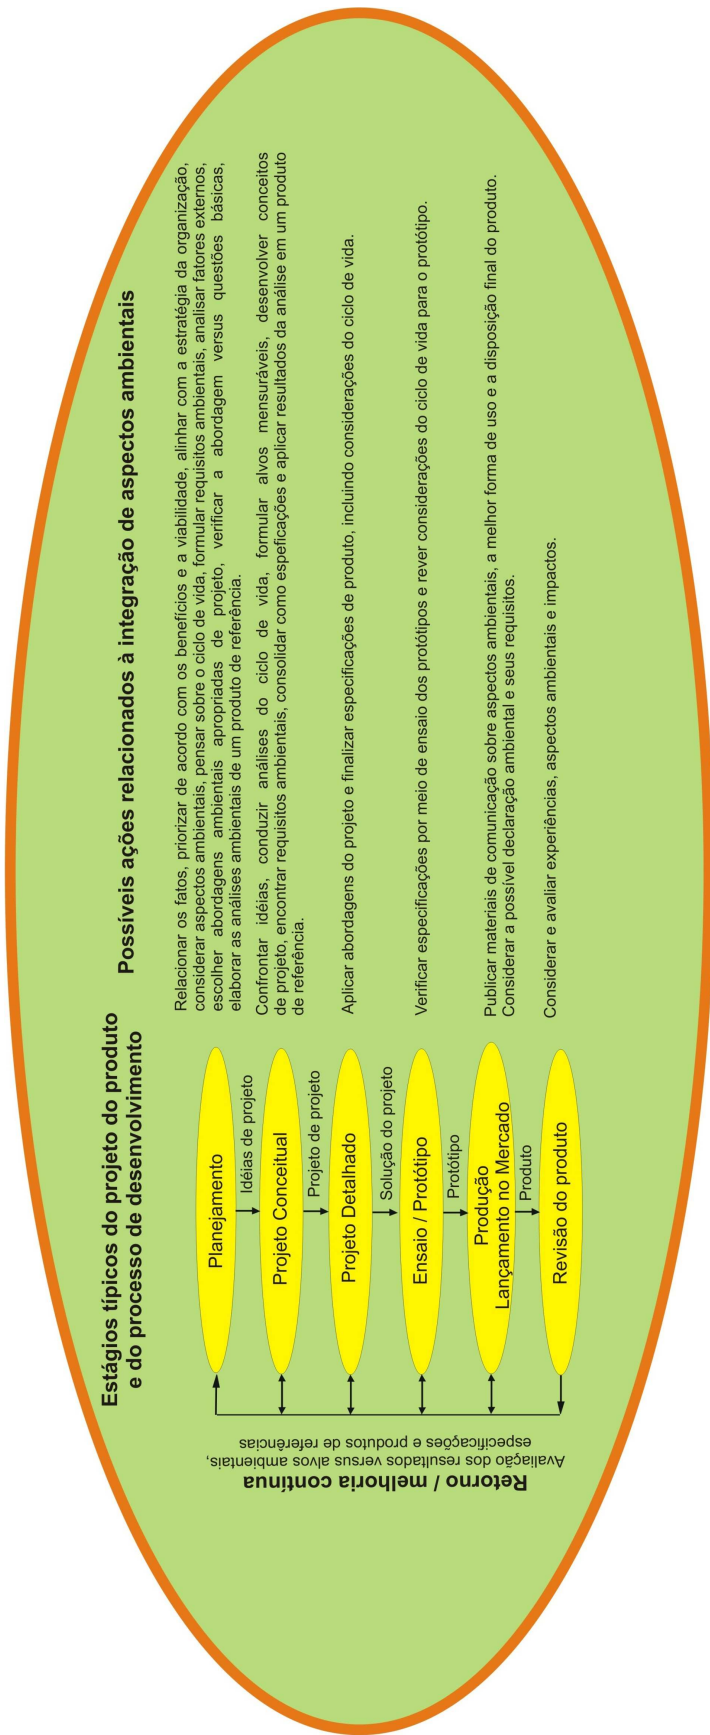 Estágios típicos do projeto do produto
e do processo de desenvolvimento
Possíveis ações relacionados à integração de aspectos ambientais
Retorno / melhoria contínua
Avaliação dos resultados versus alvos ambientais,
especificações e produtos de referências
Planejamento
Relacionar os fatos, priorizar de acordo com os benefícios e a viabilidade, alinhar com a estratégia da organização,
considerar aspectos ambientais, pensar sobre o ciclo de vida, formular requisitos ambientais, analisar fatores externos,
escolher abordagens ambientais apropriadas de projeto, verificar a abordagem versus questões básicas,
elaborar as análises ambientais de um produto de referência.
Idéias de projeto
Projeto Conceitual
Confrontar idéias, conduzir análises do ciclo de vida, formular alvos mensuráveis, desenvolver conceitos
de projeto, encontrar requisitos ambientais, consolidar como espeficações e aplicar resultados da análise em um produto
de referência.
Projeto de projeto
Projeto Detalhado
Aplicar abordagens do projeto e finalizar especificações de produto, incluindo considerações do ciclo de vida.
Solução do projeto
Ensaio / Protótipo
Verificar especificações por meio de ensaio dos protótipos e rever considerações do ciclo de vida para o protótipo.
Protótipo
Produção
Lançamento no Mercado
Publicar materiais de comunicação sobre aspectos ambientais, a melhor forma de uso e a disposição final do produto.
Considerar a possível declaração ambiental e seus requisitos.
Produto
Revisão do produto
Considerar e avaliar experiências, aspectos ambientais e impactos.